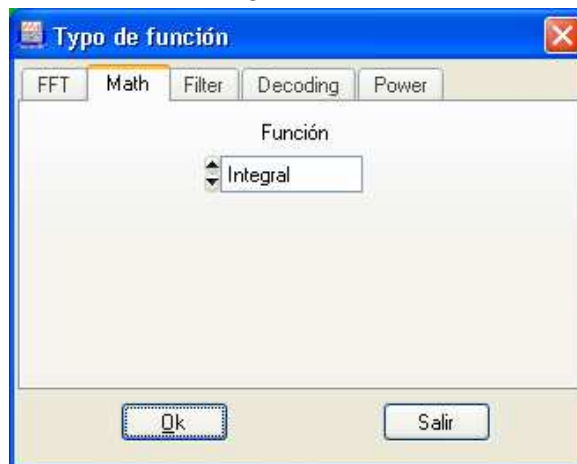 Typo de función
FFT Math Filter Decoding Power
Función
Integral
Ok Salir